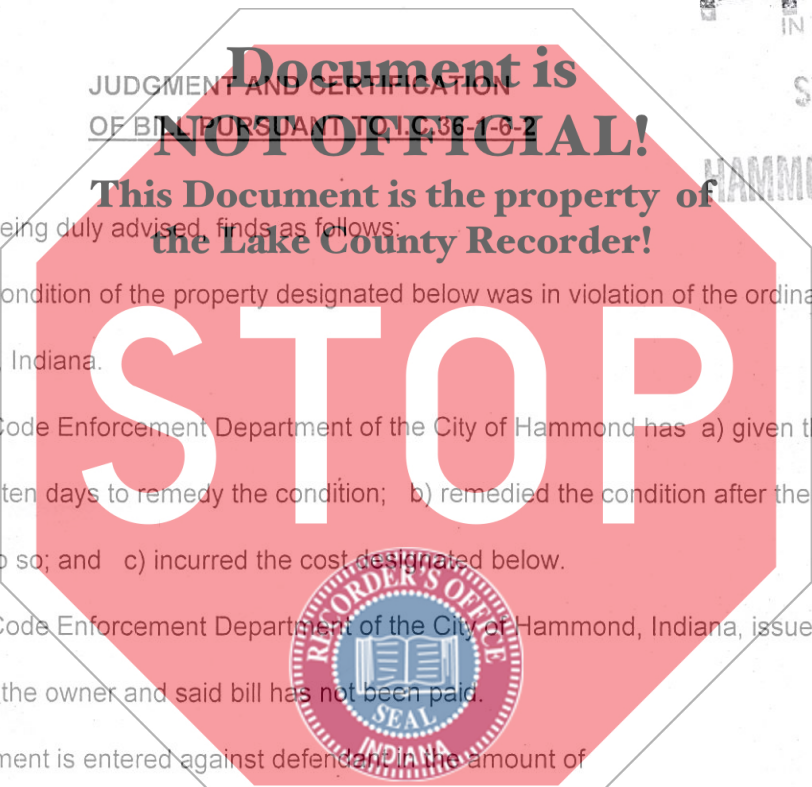 IN
S
Document is
JUDGMENT AND CERTIFICATION
OF BILL PURSUANT TO I.C.36-1-6-2
NOT OFFICIAL!
HAMM
This Document is the property of
eing duly advised, finds as follows:
the Lake County Recorder!
ondition of the property designated below was in violation of the ordina
, Indiana.
STOP
Code Enforcement Department of the City of Hammond has a) given t
ten days to remedy the condition; b) remedied the condition after the
o so; and c) incurred the cost designated below.
RECORDER'S OFFICE
Code Enforcement Department of the City of Hammond, Indiana, issue
the owner and said bill has not been paid.
SEAL
INDIANA
ment is entered against defendant in the amount of